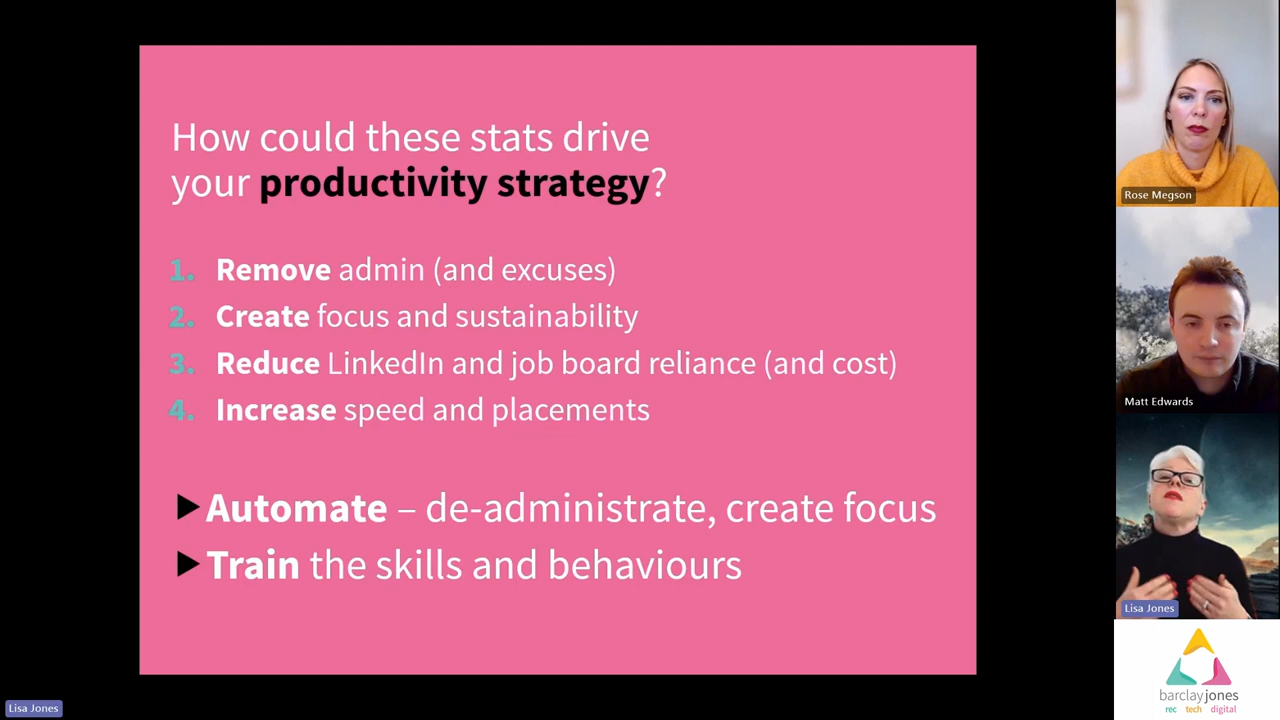 How could these stats drive
your productivity strategy?
1. Remove admin (and excuses)
2. Create focus and sustainability
3. Reduce LinkedIn and job board reliance (and cost)
4. Increase speed and placements
▶ Automate – de-administrate, create focus
▶ Train the skills and behaviours
Rose Megson
Matt Edwards
Lisa Jones
barclayjones
rec tech digital
Lisa Jones